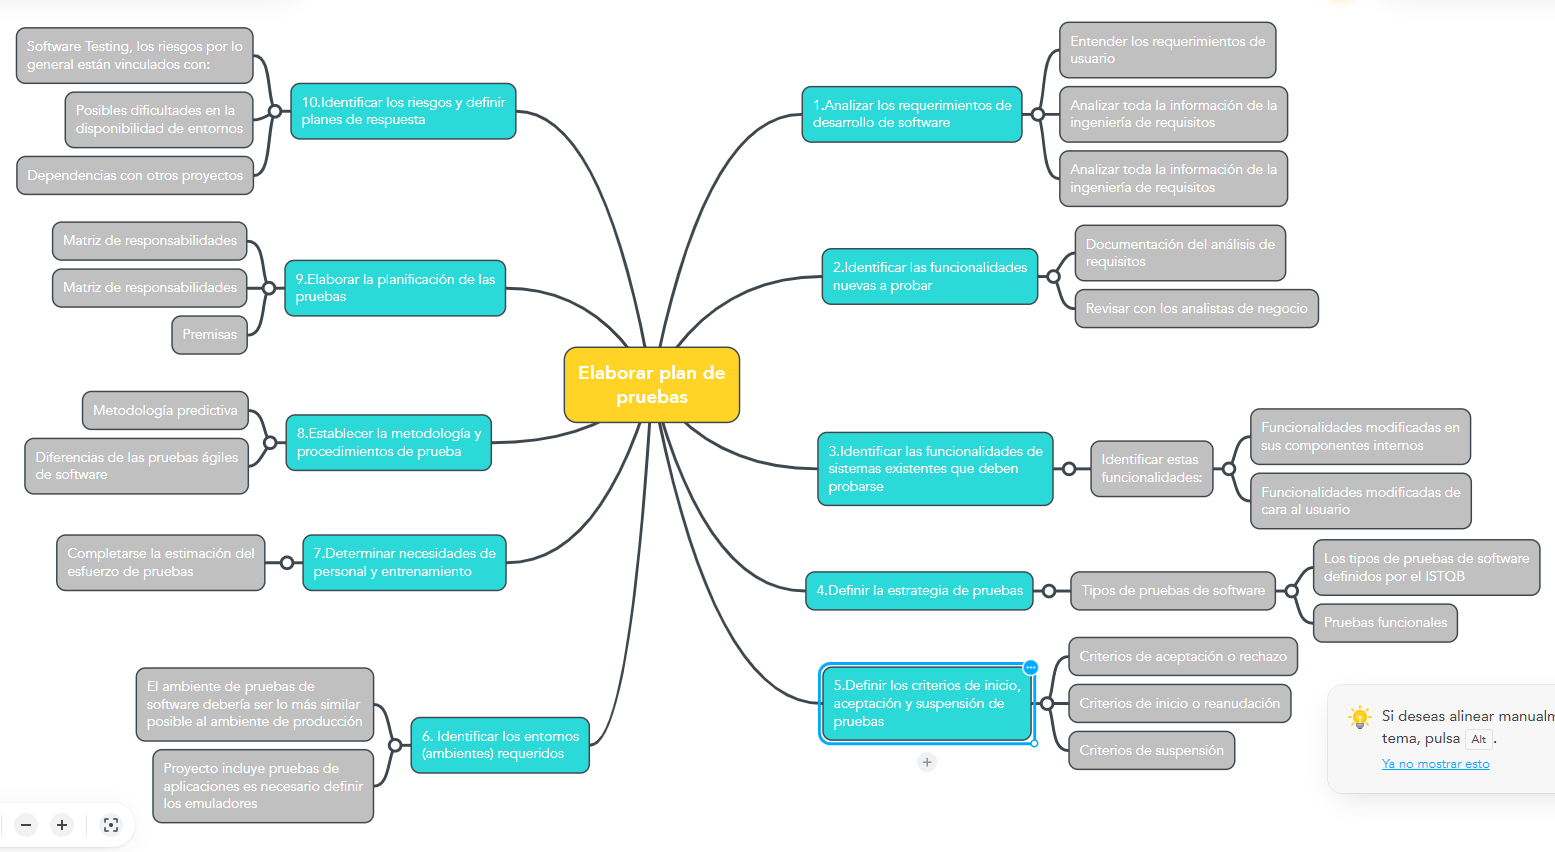 Elaborar plan de
pruebas
1.Analizar los requerimientos de
desarrollo de software
Entender los requerimientos de
usuario
Analizar toda la información de la
ingeniería de requisitos
Analizar toda la información de la
ingeniería de requisitos
2.Identificar las funcionalidades
nuevas a probar
Documentación del análisis de
requisitos
Revisar con los analistas de negocio
3.Identificar las funcionalidades de
sistemas existentes que deben
probarse
Identificar estas
funcionalidades:
Funcionalidades modificadas en
sus componentes internos
Funcionalidades modificadas de
cara al usuario
4.Definir la estrategia de pruebas
Tipos de pruebas de software
Los tipos de pruebas de software
definidos por el ISTQB
Pruebas funcionales
5.Definir los criterios de inicio,
aceptación y suspensión de
pruebas
Criterios de aceptación o rechazo
Criterios de inicio o reanudación
Criterios de suspensión
6. Identificar los entornos
(ambientes) requeridos
El ambiente de pruebas de
software debería ser lo más similar
posible al ambiente de producción
Proyecto incluye pruebas de
aplicaciones es necesario definir
los emuladores
7.Determinar necesidades de
personal y entrenamiento
Completarse la estimación del
esfuerzo de pruebas
8.Establecer la metodología y
procedimientos de prueba
Metodología predictiva
Diferencias de las pruebas ágiles
de software
9.Elaborar la planificación de las
pruebas
Matriz de responsabilidades
Matriz de responsabilidades
Premisas
10.Identificar los riesgos y definir
planes de respuesta
Software Testing, los riesgos por lo
general están vinculados con:
Posibles dificultades en la
disponibilidad de entornos
Dependencias con otros proyectos
Si deseas alinear manualm
tema, pulsa Alt.
Ya no mostrar esto